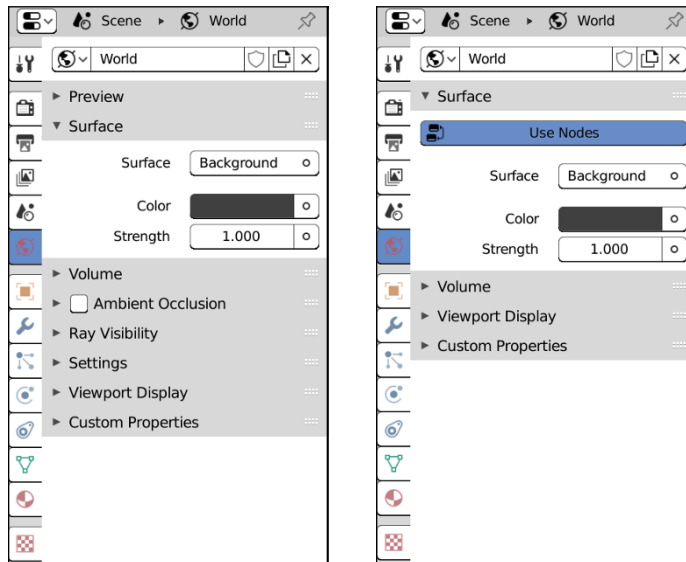 Scene World
World
Preview
Surface
Surface Background
Color
Strength 1.000
Volume
Ambient Occlusion
Ray Visibility
Settings
Viewport Display
Custom Properties
Scene World
World
Surface
Use Nodes
Surface Background
Color
Strength 1.000
Volume
Viewport Display
Custom Properties